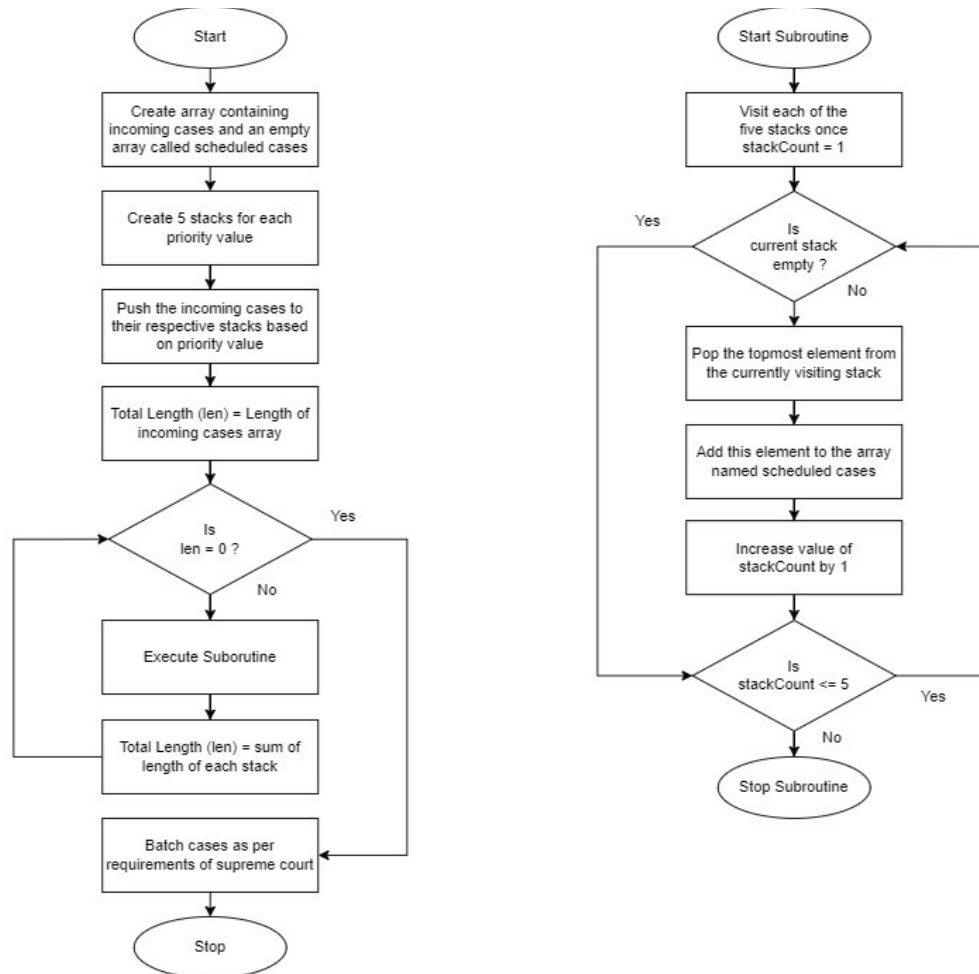 Start
Create array containing
incoming cases and an empty
array called scheduled cases
Create 5 stacks for each
priority value
Push the incoming cases to
their respective stacks based
on priority value
Total Length (len) = Length of
incoming cases array
Is
len = 0 ?
Yes
No
Execute Suborutine
Total Length (len) = sum of
length of each stack
Batch cases as per
requirements of supreme court
Stop
Start Subroutine
Visit each of the
five stacks once
stackCount = 1
Yes
Is
current stack
empty ?
No
Pop the topmost element from
the currently visiting stack
Add this element to the array
named scheduled cases
Increase value of
stackCount by 1
Is
stackCount <= 5
Yes
No
Stop Subroutine